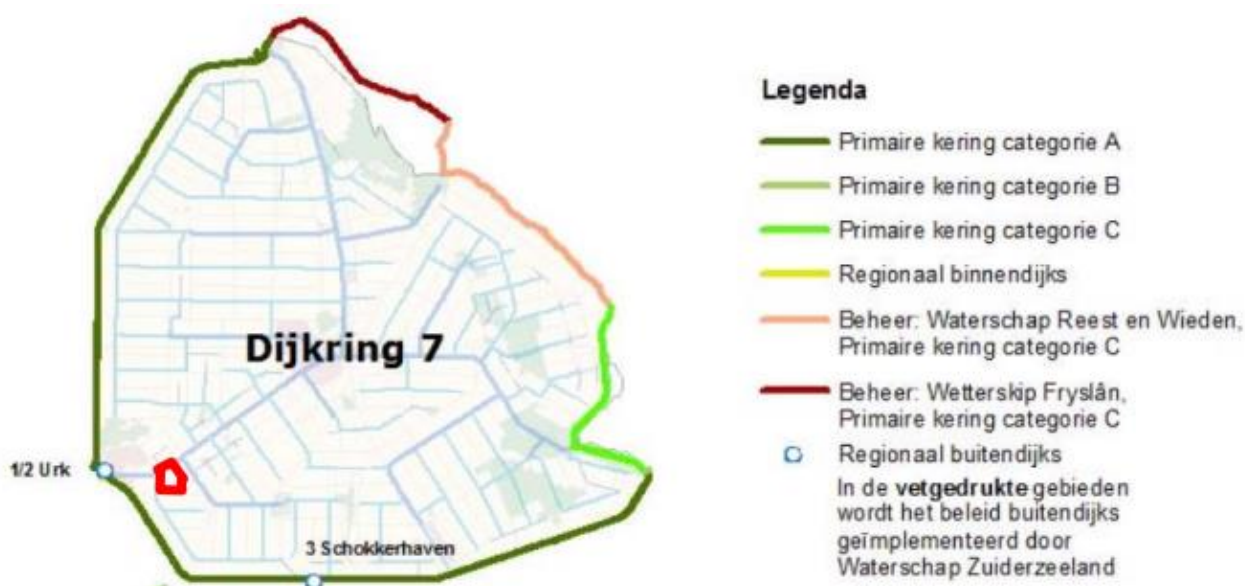 Dijkring 7
1/2 Urk
3 Schokkerhaven
Legenda
Primaire kering categorie A
Primaire kering categorie B
Primaire kering categorie C
Regionaal binnendijks
Beheer: Waterschap Reest en Wieden,
Primaire kering categorie C
Beheer: Wetterskip Fryslân,
Primaire kering categorie C
Regionaal buitendijks
In de vetgedrukte gebieden
wordt het beleid buitendijks
geïmplementeerd door
Waterschap Zuiderzeeland